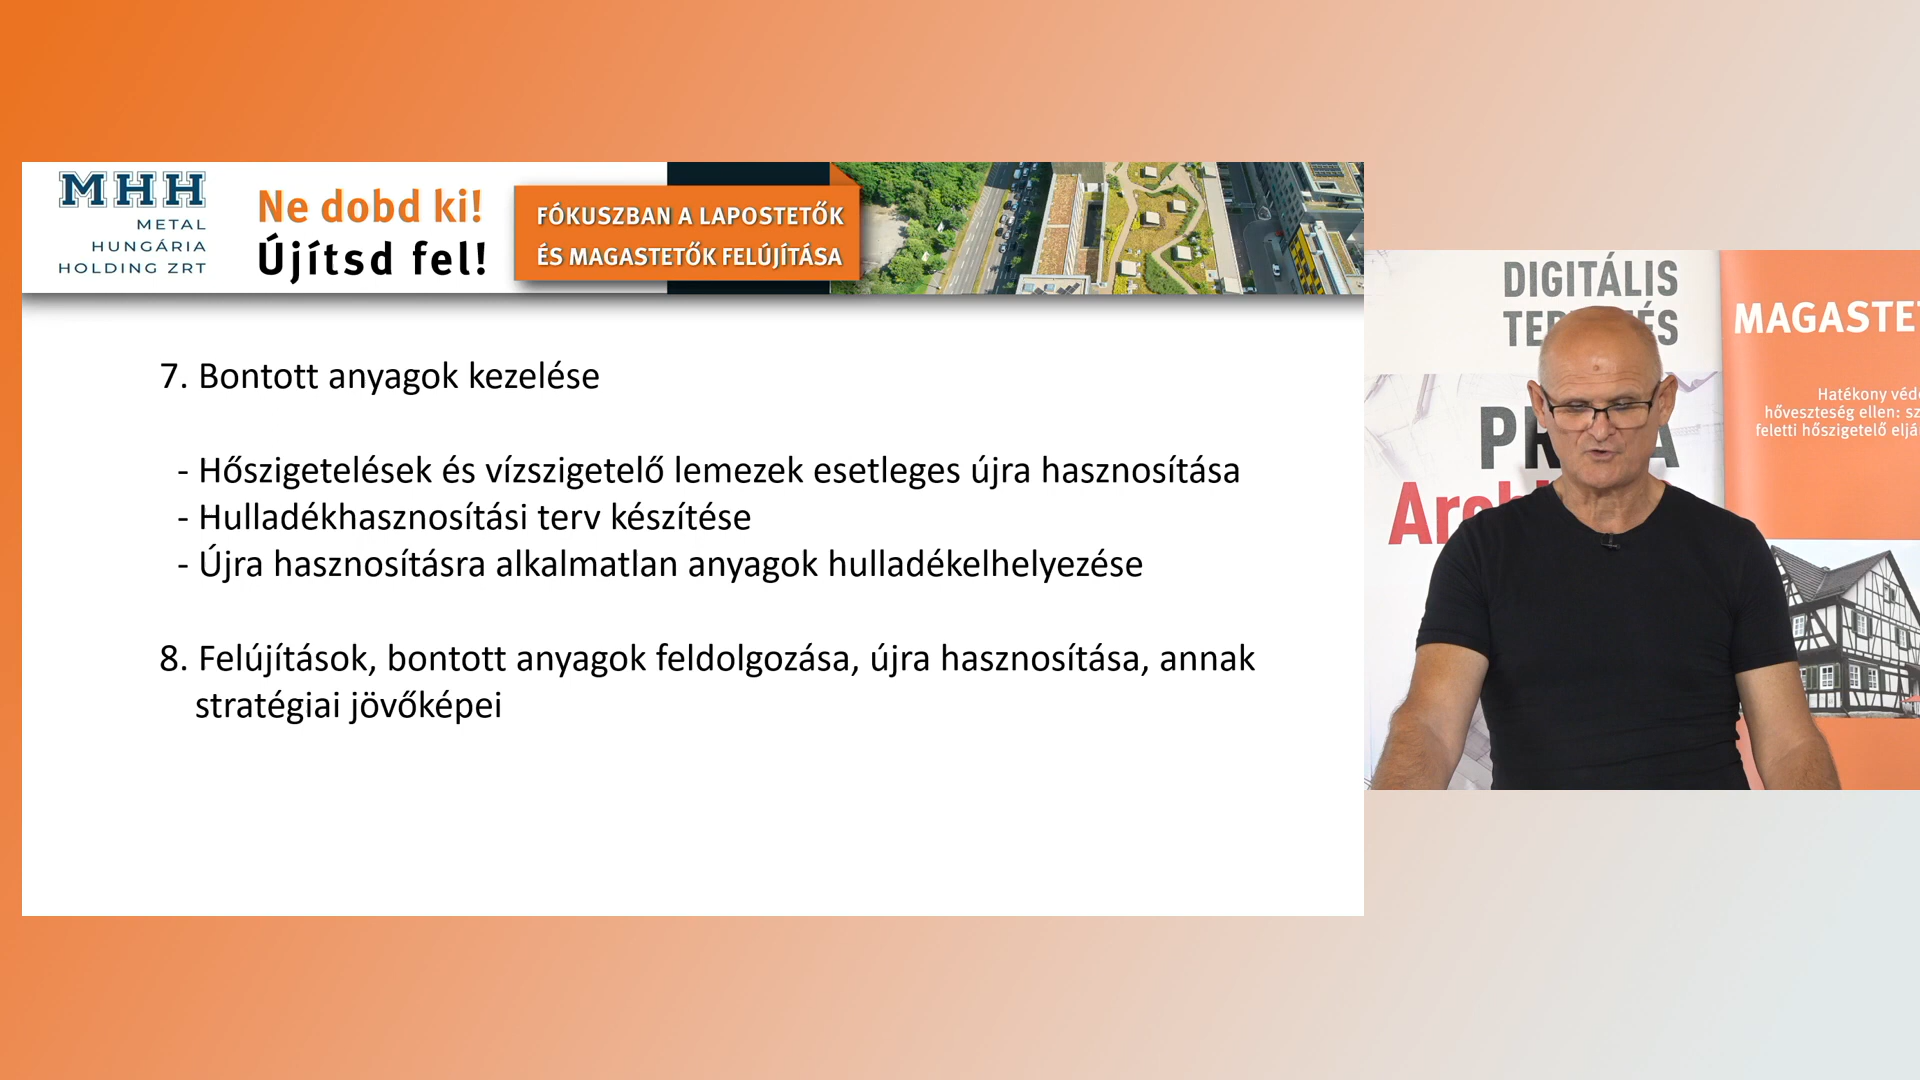 MHH
METAL
HUNGÁRIA
HOLDING ZRT
Ne dobd ki!
Újítsd fel!
FÓKUSZBAN A LAPOSTETŐK
ÉS MAGASTETŐK FELÚJÍTÁSA
7. Bontott anyagok kezelése
- Hőszigetelések és vízszigetelő lemezek esetleges újra hasznosítása
- Hulladékhasznosítási terv készítése
- Újra hasznosításra alkalmatlan anyagok hulladékelhelyezése
8. Felújítások, bontott anyagok feldolgozása, újra hasznosítása, annak
stratégiai jövőképei
DIGITÁLIS
MAGASTE
Hatékony véd
hőveszteség ellen: sz
feletti hőszigetelő eljá